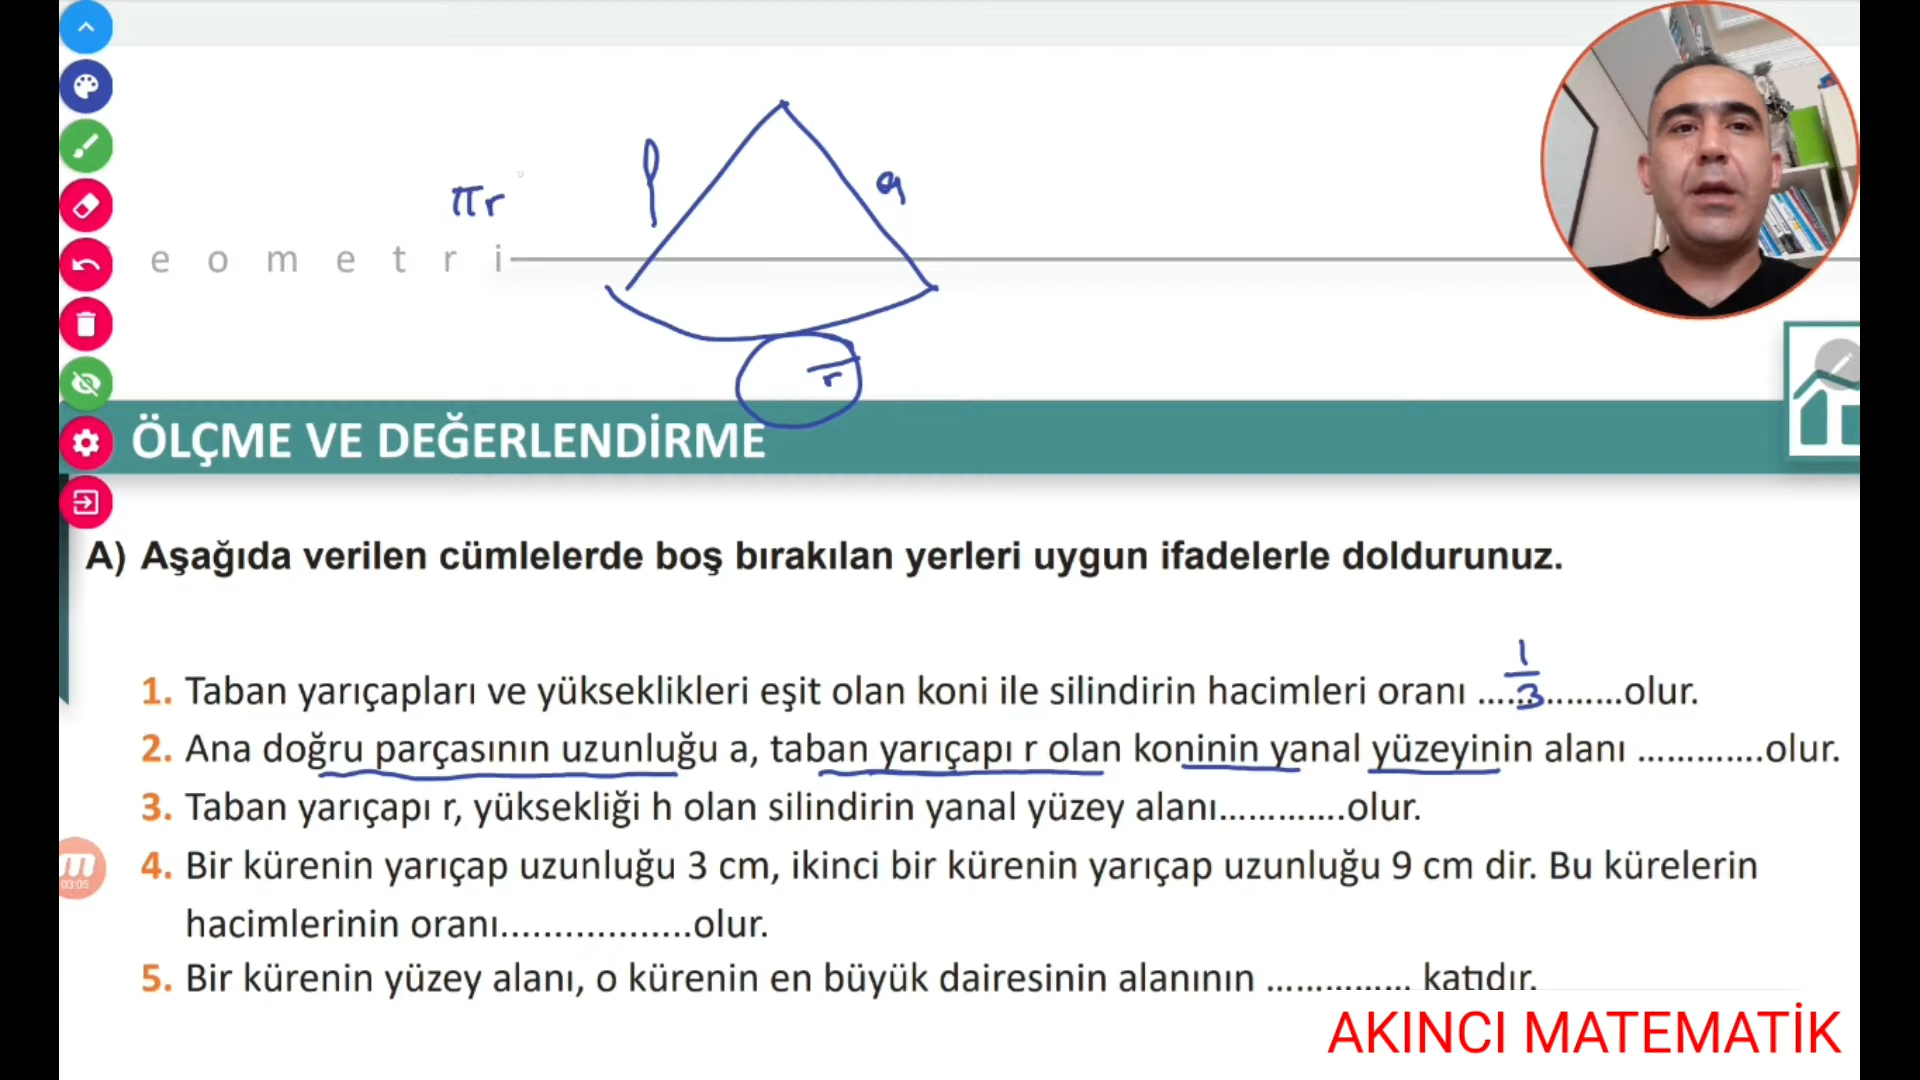 πr
l
a
e o m e t r i
r
ÖLÇME VE DEĞERLENDİRME
A) Aşağıda verilen cümlelerde boş bırakılan yerleri uygun ifadelerle doldurunuz.
1. Taban yarıçapları ve yükseklikleri eşit olan koni ile silindirin hacimleri oranı ......1/3.........olur.
2. Ana doğru parçasının uzunluğu a, taban yarıçapı r olan koninin yanal yüzeyinin alanı .............olur.
3. Taban yarıçapı r, yüksekliği h olan silindirin yanal yüzey alanı.............olur.
4. Bir kürenin yarıçap uzunluğu 3 cm, ikinci bir kürenin yarıçap uzunluğu 9 cm dir. Bu kürelerin
hacimlerinin oranı..................olur.
03:05
5. Bir kürenin yüzey alanı, o kürenin en büyük dairesinin alanının ............... katıdır.
AKINCI MATEMATİK